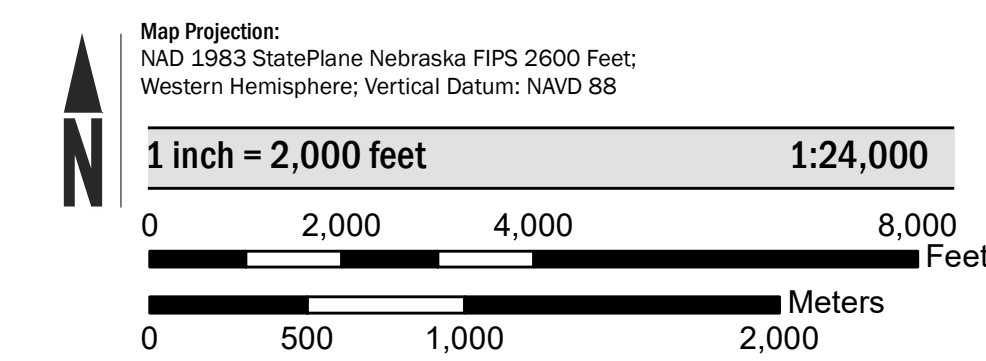 Map Projection:
NAD 1983 StatePlane Nebraska FIPS 2600 Feet;
Western Hemisphere; Vertical Datum: NAVD 88
N
1 inch = 2,000 feet 1:24,000
0 2,000 4,000 8,000
Feet
Meters
0 500 1,000 2,000